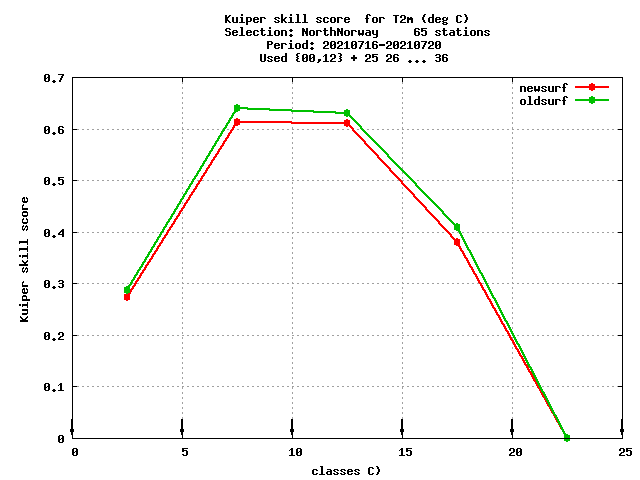 Kuiper skill score for T2m (deg C)
Selection: NorthNorway 65 stations
Period: 20210716-20210720
Used {00,12} + 25 26 ... 36
newsurf
oldsurf
0.7
0.6
0.5
0.4
0.3
0.2
0.1
0
Kuiper skill score
0 5 10 15 20 25
classes C)